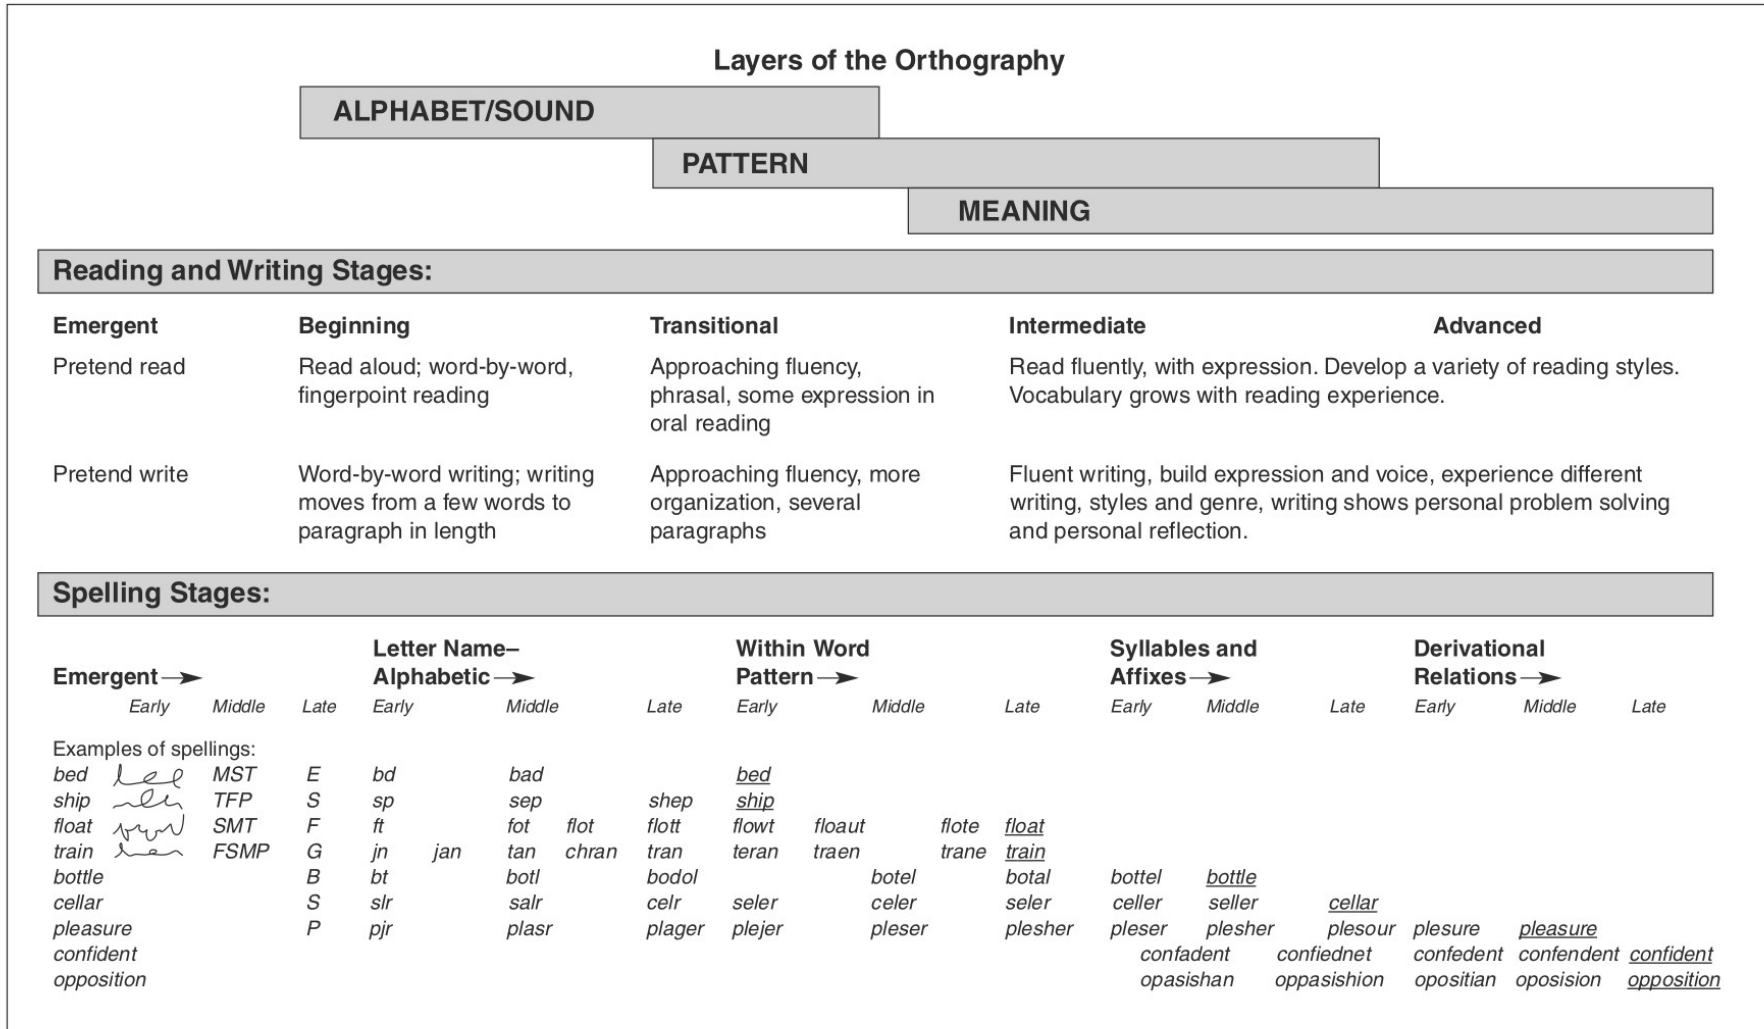 Layers of the Orthography
ALPHABET/SOUND
PATTERN
MEANING
Reading and Writing Stages:
Emergent Beginning Transitional Intermediate Advanced
Pretend read
Read aloud; word-by-word,
fingerpoint reading
Approaching fluency,
phrasal, some expression in
oral reading
Read fluently, with expression. Develop a variety of reading styles.
Vocabulary grows with reading experience.
Pretend write
Word-by-word writing; writing
moves from a few words to
paragraph in length
Approaching fluency, more
organization, several
paragraphs
Fluent writing, build expression and voice, experience different
writing, styles and genre, writing shows personal problem solving
and personal reflection.
Spelling Stages:
Emergent →
Letter Name–
Alphabetic →
Within Word
Pattern →
Syllables and
Affixes →
Derivational
Relations →
Early Middle Late Early Middle Late Early Middle Late Early Middle Late Early Middle Late
Examples of spellings:
bed MST E bd bad bed
ship TFP S sp sep shep ship
float SMT F ft fot flot flott flowt floaut flote float
train FSMP G jn jan tan chran tran teran traen trane train
bottle B bt botl bodol botel botal bottel bottle
cellar S slr salr celr seler celer seler celler seller cellar
pleasure P pjr plasr plager plejer pleser plesher pleser plesher plesour plesure pleasure
confident confadent confiednet confedent confendent confident
opposition opasishan oppasishion opositian oposision opposition